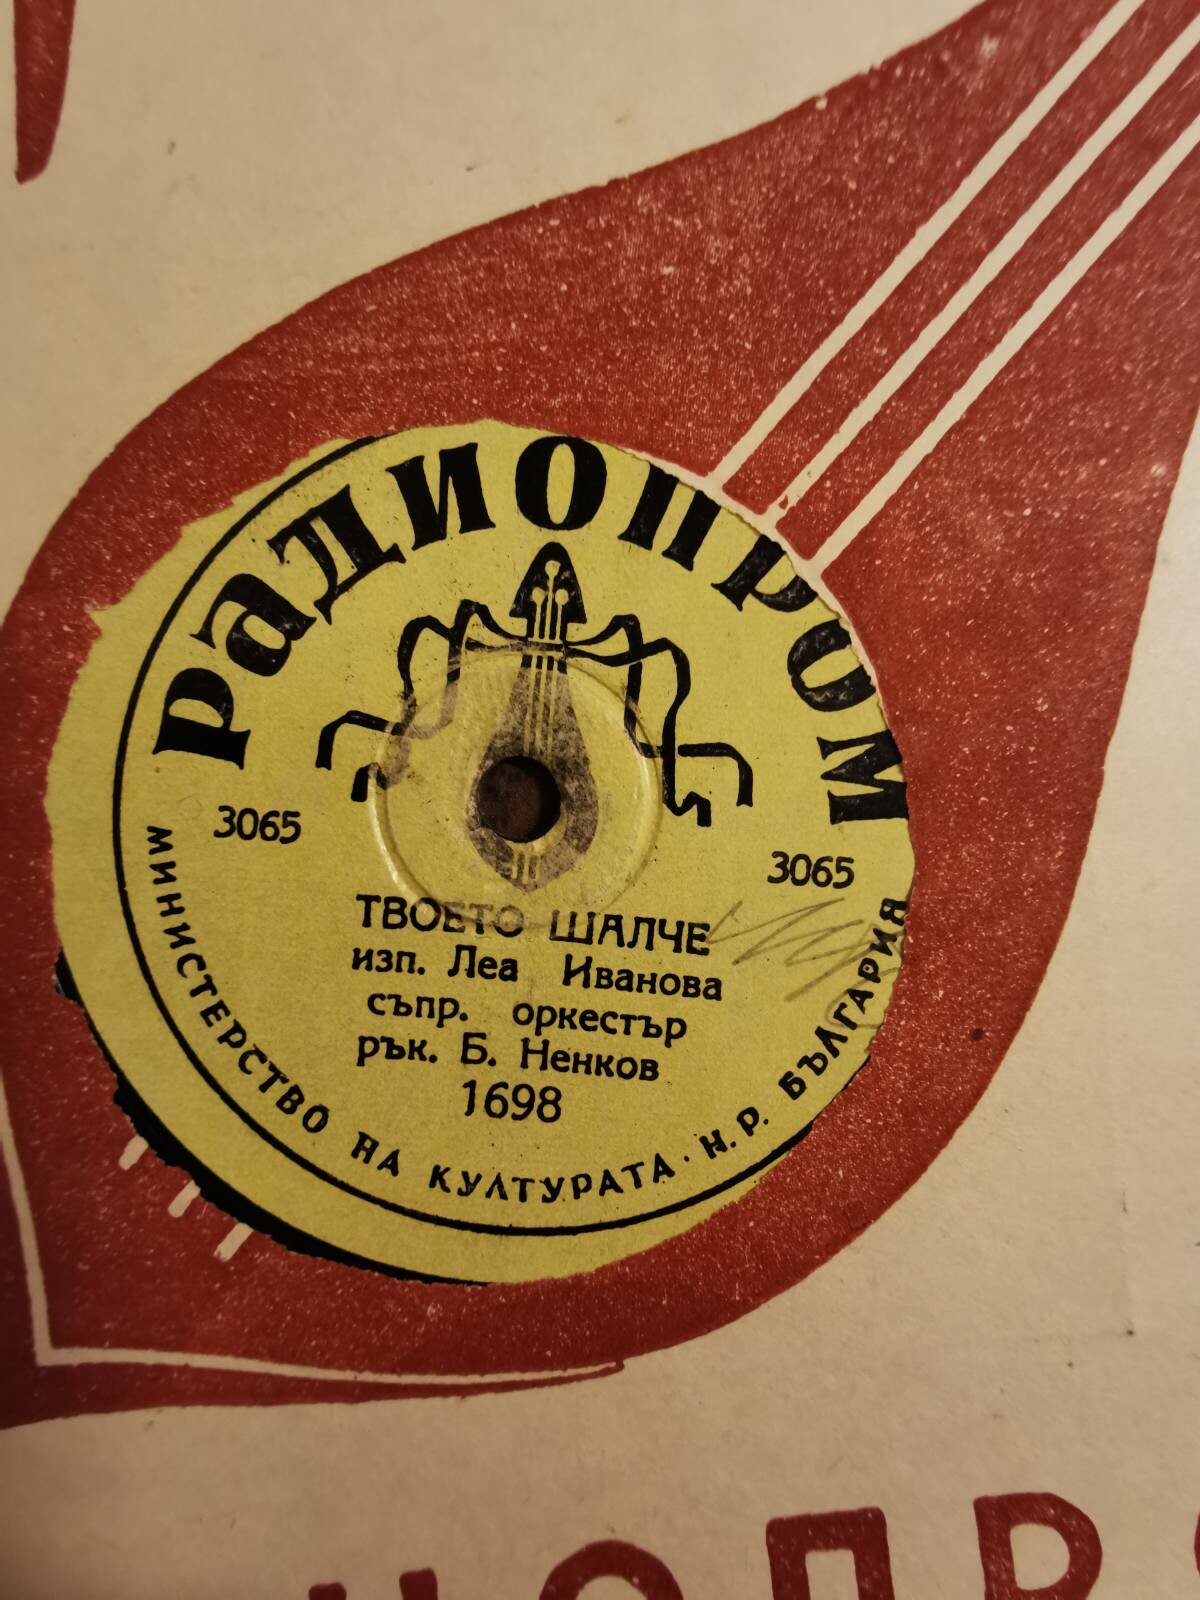 Радиопром
3065
3065
ТВОЕТО ШАЛЧЕ
изп. Леа Иванова
съпр. оркестър
рък. Б. Ненков
1698
МИНИСТЕРСТВО НА КУЛТУРАТА · Н. Р. БЪЛГАРИЯ